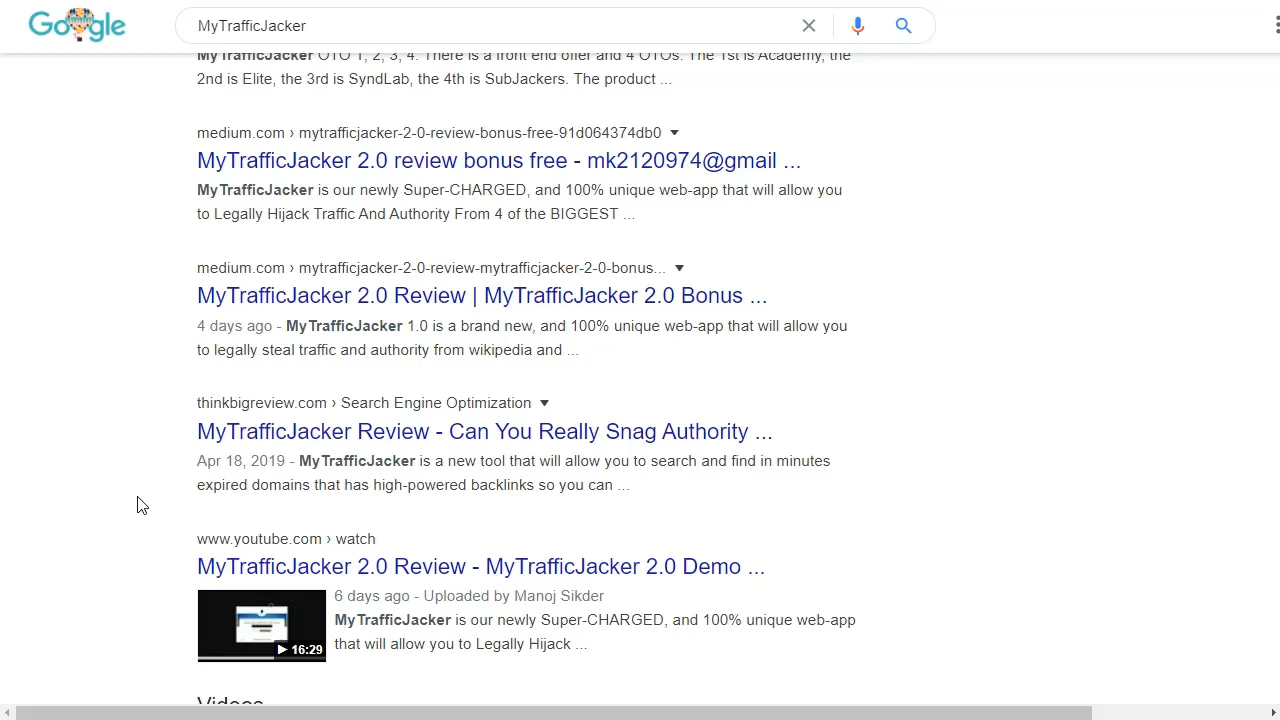 Google
MyTrafficJacker
MyTrafficJacker OTO 1, 2, 3, 4. There is a front end offer and 4 OTOs. The 1st is Academy, the
2nd is Elite, the 3rd is SyndLab, the 4th is SubJackers. The product ...
medium.com › mytrafficjacker-2-0-review-bonus-free-91d064374db0
MyTrafficJacker 2.0 review bonus free - mk2120974@gmail ...
MyTrafficJacker is our newly Super-CHARGED, and 100% unique web-app that will allow you
to Legally Hijack Traffic And Authority From 4 of the BIGGEST ...
medium.com › mytrafficjacker-2-0-review-mytrafficjacker-2-0-bonus...
MyTrafficJacker 2.0 Review | MyTrafficJacker 2.0 Bonus ...
4 days ago - MyTrafficJacker 1.0 is a brand new, and 100% unique web-app that will allow you
to legally steal traffic and authority from wikipedia and ...
thinkbigreview.com › Search Engine Optimization
MyTrafficJacker Review - Can You Really Snag Authority ...
Apr 18, 2019 - MyTrafficJacker is a new tool that will allow you to search and find in minutes
expired domains that has high-powered backlinks so you can ...
www.youtube.com › watch
MyTrafficJacker 2.0 Review - MyTrafficJacker 2.0 Demo ...
6 days ago - Uploaded by Manoj Sikder
MyTrafficJacker is our newly Super-CHARGED, and 100% unique web-app
that will allow you to Legally Hijack ...
16:29
Videos